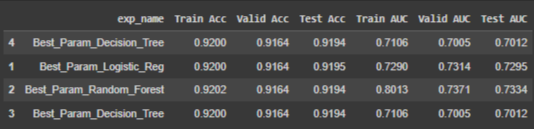 exp_name Train Acc Valid Acc Test Acc Train AUC Valid AUC Test AUC
4 Best_Param_Decision_Tree 0.9200 0.9164 0.9194 0.7106 0.7005 0.7012
1 Best_Param_Logistic_Reg 0.9200 0.9164 0.9195 0.7290 0.7314 0.7295
2 Best_Param_Random_Forest 0.9202 0.9164 0.9194 0.8013 0.7371 0.7334
3 Best_Param_Decision_Tree 0.9200 0.9164 0.9194 0.7106 0.7005 0.7012